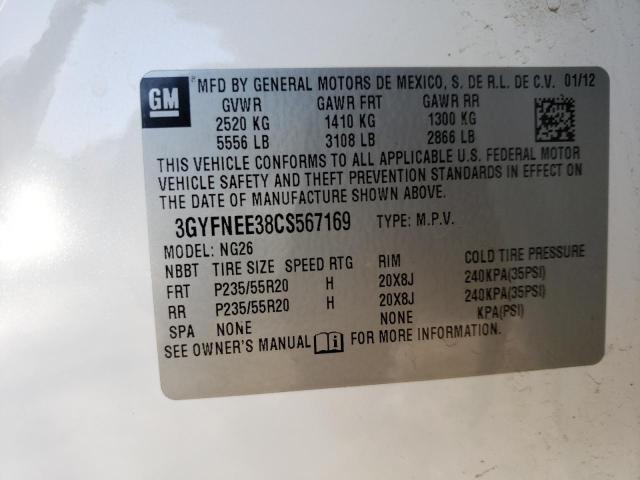 GM
MFD BY GENERAL MOTORS DE MEXICO, S. DE R.L. DE C.V. 01/12
GVWR GAWR FRT GAWR RR
2520 KG 1410 KG 1300 KG
5556 LB 3108 LB 2866 LB
THIS VEHICLE CONFORMS TO ALL APPLICABLE U.S. FEDERAL MOTOR
VEHICLE SAFETY AND THEFT PREVENTION STANDARDS IN EFFECT ON
THE DATE OF MANUFACTURE SHOWN ABOVE.
3GYFNEE38CS567169 TYPE: M.P.V.
MODEL: NG26
NBBT TIRE SIZE SPEED RTG RIM COLD TIRE PRESSURE
FRT P235/55R20 H 20X8J 240KPA(35PSI)
RR P235/55R20 H 20X8J 240KPA(35PSI)
SPA NONE NONE KPA(PSI)
SEE OWNER'S MANUAL FOR MORE INFORMATION.